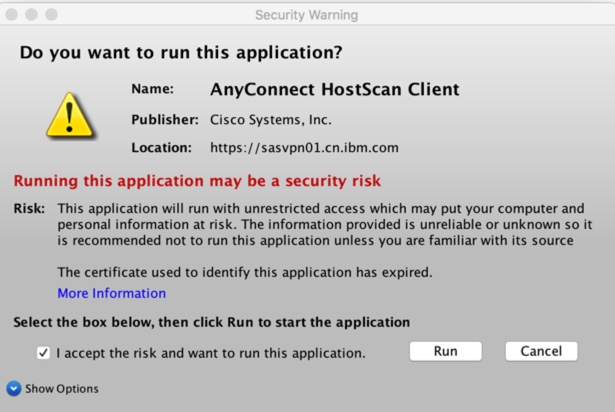 Security Warning
Do you want to run this application?
Name: AnyConnect HostScan Client
Publisher: Cisco Systems, Inc.
Location: https://sasvpn01.cn.ibm.com
Running this application may be a security risk
Risk: This application will run with unrestricted access which may put your computer and
personal information at risk. The information provided is unreliable or unknown so it
is recommended not to run this application unless you are familiar with its source
The certificate used to identify this application has expired.
More Information
Select the box below, then click Run to start the application
I accept the risk and want to run this application. Run Cancel
Show Options